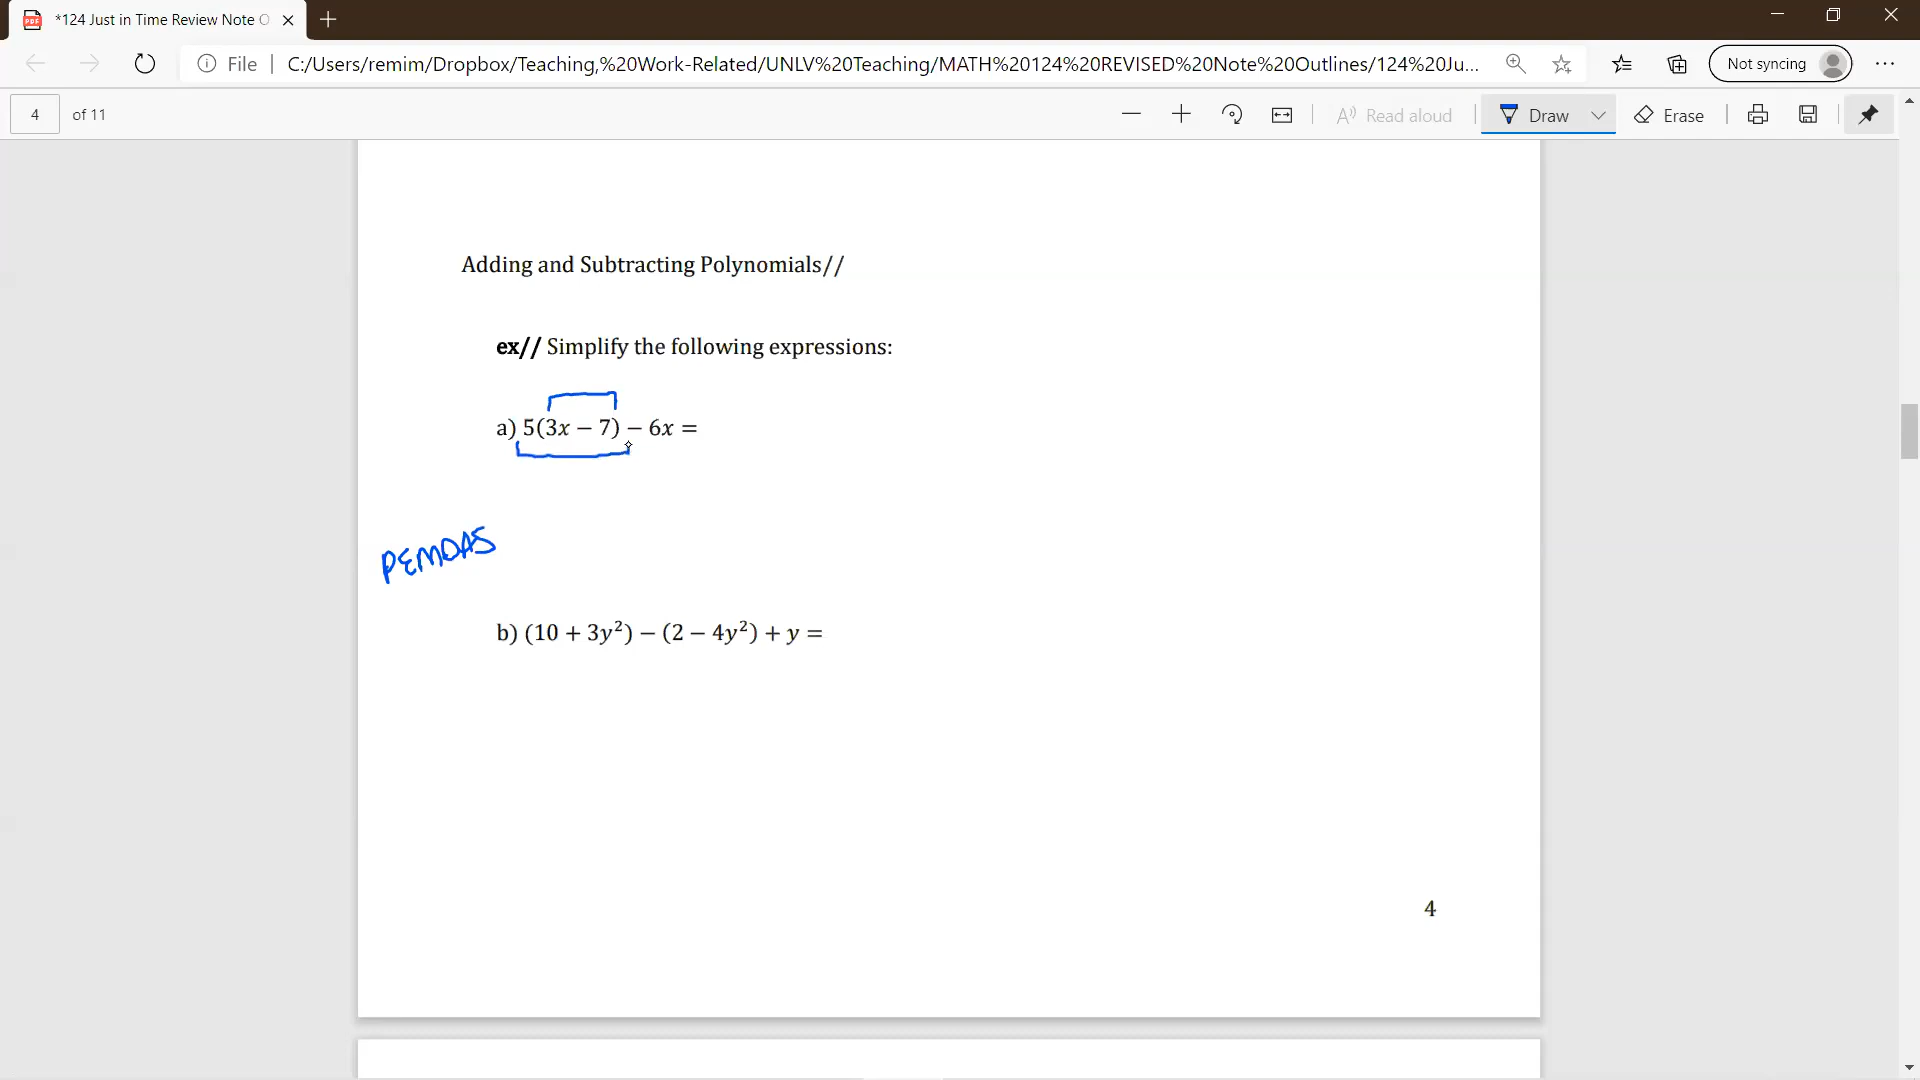 *124 Just in Time Review Note O
File
C:/Users/remim/Dropbox/Teaching,%20Work-Related/UNLV%20Teaching/MATH%20124%20REVISED%20Note%20Outlines/124%20Ju...
Not syncing
4 of 11
Read aloud
Draw
Erase
Adding and Subtracting Polynomials//
ex// Simplify the following expressions:
a) 5(3x − 7) − 6x =
PEMDAS
b) (10 + 3y²) − (2 − 4y²) + y =
4